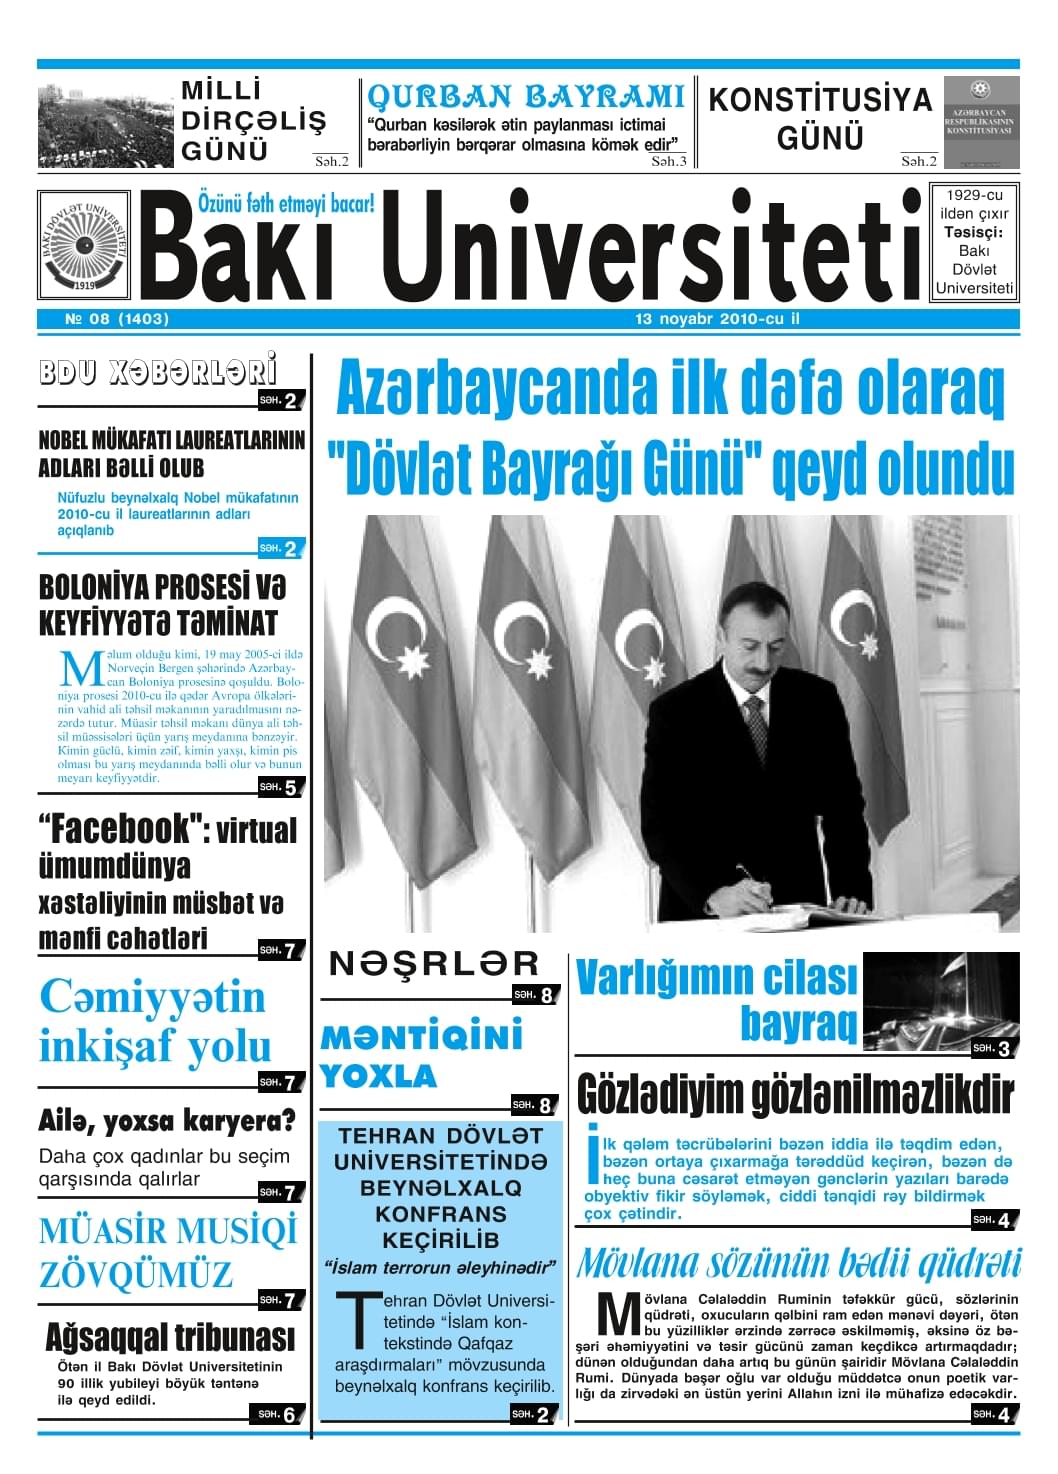 MİLLİ
DİRÇƏLİŞ
GÜNÜ
Səh.2
QURBAN BAYRAMI
“Qurban kəsilərək ətin paylanması ictimai
bərabərliyin bərqərar olmasına kömək edir”
Səh.3
KONSTİTUSİYA
GÜNÜ
Səh.2
AZƏRBAYCAN
RESPUBLİKASININ
KONSTİTUSİYASI
BAKI DÖVLƏT UNİVERSİTETİ
1919
Özünü fəth etməyi bacar!
Bakı Universiteti
1929-cu
ildən çıxır
Təsisçi:
Bakı
Dövlət
Universiteti
№ 08 (1403)
13 noyabr 2010-cu il
BDU XƏBƏRLƏRİ
SƏH. 2
NOBEL MÜKAFATI LAUREATLARININ
ADLARI BƏLLİ OLUB
Nüfuzlu beynəlxalq Nobel mükafatının
2010-cu il laureatlarının adları
açıqlanıb
SƏH. 2
BOLONİYA PROSESİ VƏ
KEYFİYYƏTƏ TƏMİNAT
Məlum olduğu kimi, 19 may 2005-ci ildə
Norveçin Bergen şəhərində Azərbay-
can Boloniya prosesinə qoşuldu. Bolo-
niya prosesi 2010-cu ilə qədər Avropa ölkələri-
nin vahid ali təhsil məkanının yaradılmasını nə-
zərdə tutur. Müasir təhsil məkanı dünya ali təh-
sil müəssisələri üçün yarış meydanına bənzəyir.
Kimin güclü, kimin zəif, kimin yaxşı, kimin pis
olması bu yarış meydanında bəlli olur və bunun
meyarı keyfiyyətdir.
SƏH. 5
“Facebook": virtual
ümumdünya
xəstəliyinin müsbət və
mənfi cəhətləri
SƏH. 7
Cəmiyyətin
inkişaf yolu
SƏH. 7
Ailə, yoxsa karyera?
Daha çox qadınlar bu seçim
qarşısında qalırlar
SƏH. 7
MÜASİR MUSİQİ
ZÖVQÜMÜZ
SƏH. 7
Ağsaqqal tribunası
Ötən il Bakı Dövlət Universitetinin
90 illik yubileyi böyük təntənə
ilə qeyd edildi.
SƏH. 6
Azərbaycanda ilk dəfə olaraq
"Dövlət Bayrağı Günü" qeyd olundu
NƏŞRLƏR
SƏH. 8
MƏNTİQİNİ
YOXLA
SƏH. 8
TEHRAN DÖVLƏT
UNİVERSİTETİNDƏ
BEYNƏLXALQ
KONFRANS
KEÇİRİLİB
“İslam terrorun əleyhinədir”
Tehran Dövlət Universi-
tetində “İslam kon-
tekstində Qafqaz
araşdırmaları” mövzusunda
beynəlxalq konfrans keçirilib.
SƏH. 2
Varlığımın cilası
bayraq
SƏH. 3
Gözlədiyim gözlənilməzlikdir
İlk qələm təcrübələrini bəzən iddia ilə təqdim edən,
bəzən ortaya çıxarmağa tərəddüd keçirən, bəzən də
heç buna cəsarət etməyən gənclərin yazıları barədə
obyektiv fikir söyləmək, ciddi tənqidi rəy bildirmək
çox çətindir.
SƏH. 4
Mövlana sözünün bədii qüdrəti
Mövlana Cəlaləddin Ruminin təfəkkür gücü, sözlərinin
qüdrəti, oxucuların qəlbini ram edən mənəvi dəyəri, ötən
bu yüzilliklər ərzində zərrəcə əskilməmiş, əksinə öz bə-
şəri əhəmiyyətini və təsir gücünü zaman keçdikcə artırmaqdadır;
dünən olduğundan daha artıq bu günün şairidir Mövlana Cəlaləddin
Rumi. Dünyada bəşər oğlu var olduğu müddətcə onun poetik var-
lığı da zirvədəki ən üstün yerini Allahın izni ilə mühafizə edəcəkdir.
SƏH. 4